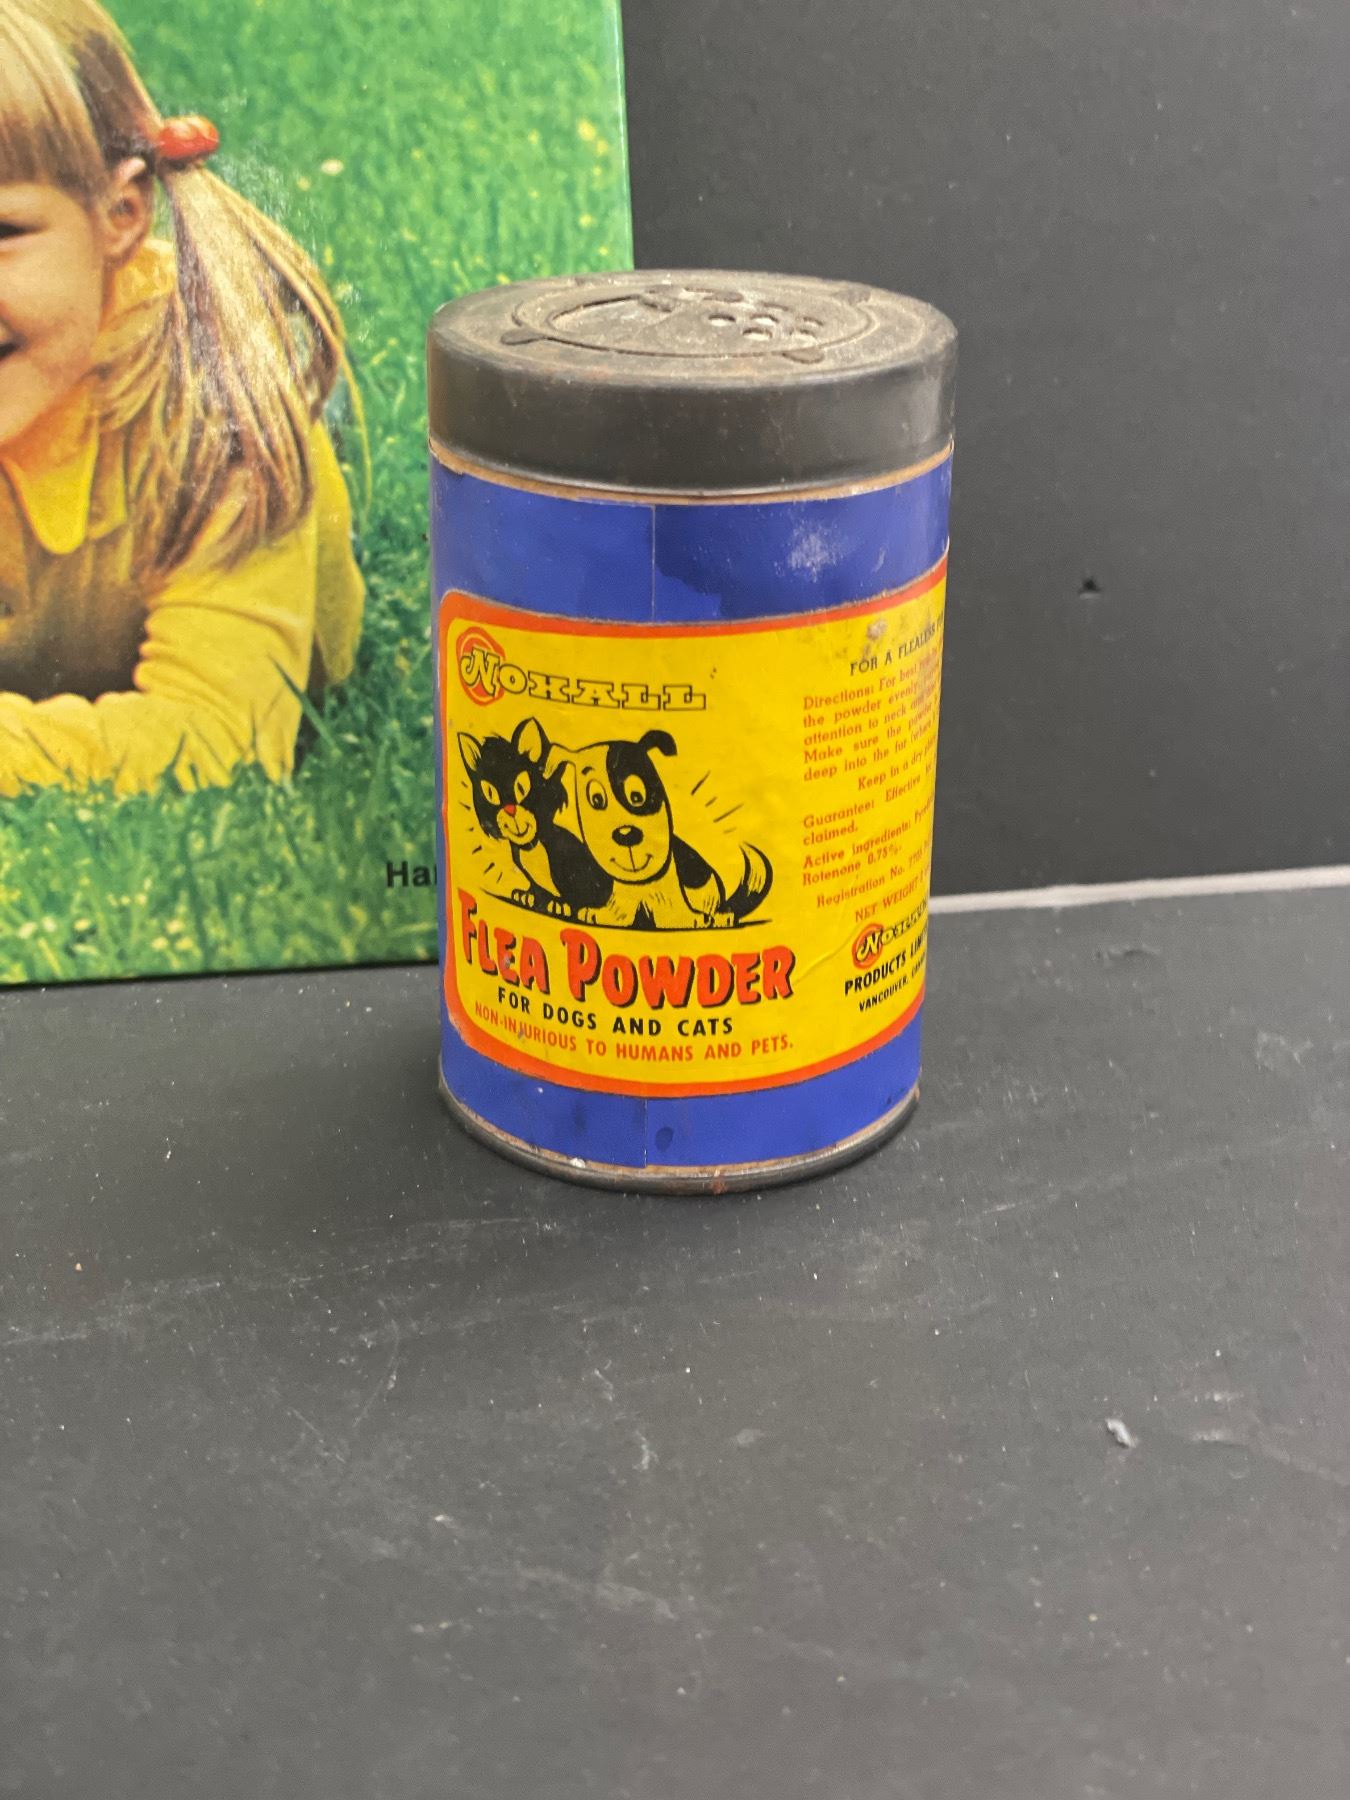 NOXALL
FLEA POWDER
FOR DOGS AND CATS
NON-INJURIOUS TO HUMANS AND PETS.
FOR A FLEALESS
Directions: For best
the powder evenly,
attention to neck
Make sure the powder
deep into the fur (where
Keep in a dry
Guarantee: Effective
claimed.
Active ingredients:
Rotenone 0.75%.
Registration No.
NET WEIGHT
NOXALL
PRODUCTS
VANCOUVER,
Ha